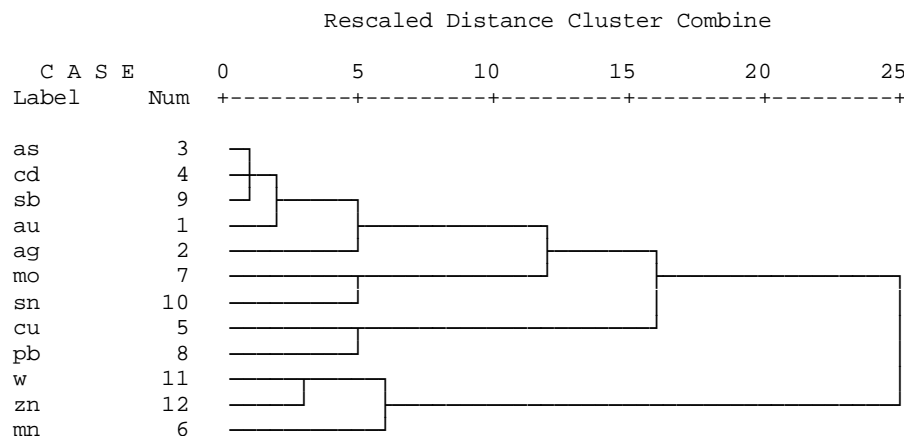 Rescaled Distance Cluster Combine
C A S E 0 5 10 15 20 25
Label Num +---------+---------+---------+---------+---------+
as 3
cd 4
sb 9
au 1
ag 2
mo 7
sn 10
cu 5
pb 8
w 11
zn 12
mn 6